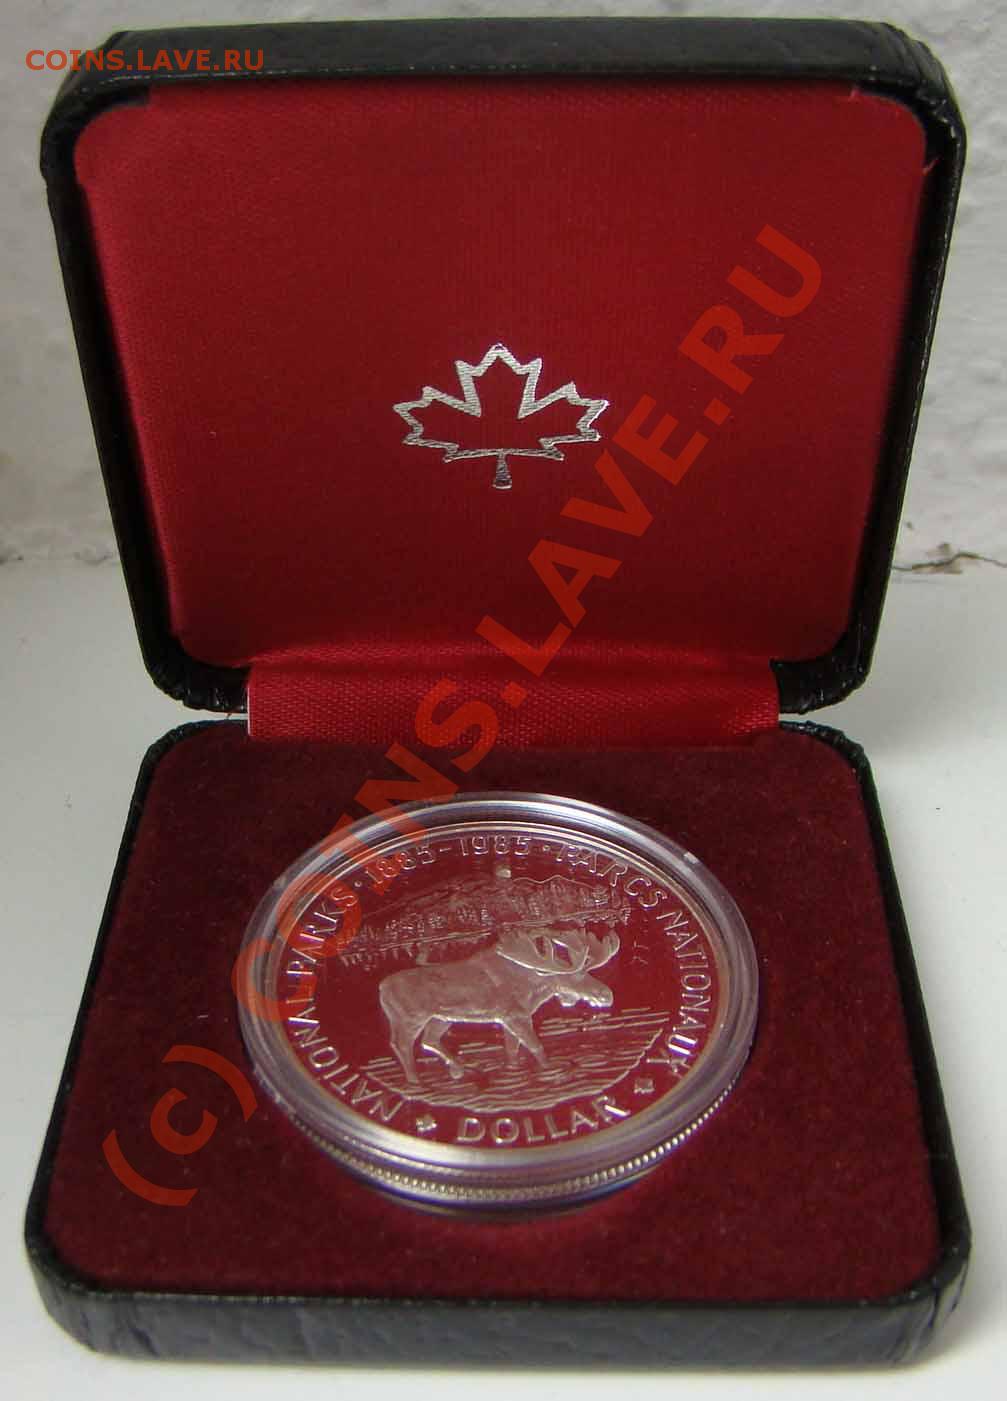 COINS.LAVE.RU
(c) COINS.LAVE.RU
NATIONAL PARKS · 1885-1985 · PARCS NATIONAUX
DOLLAR